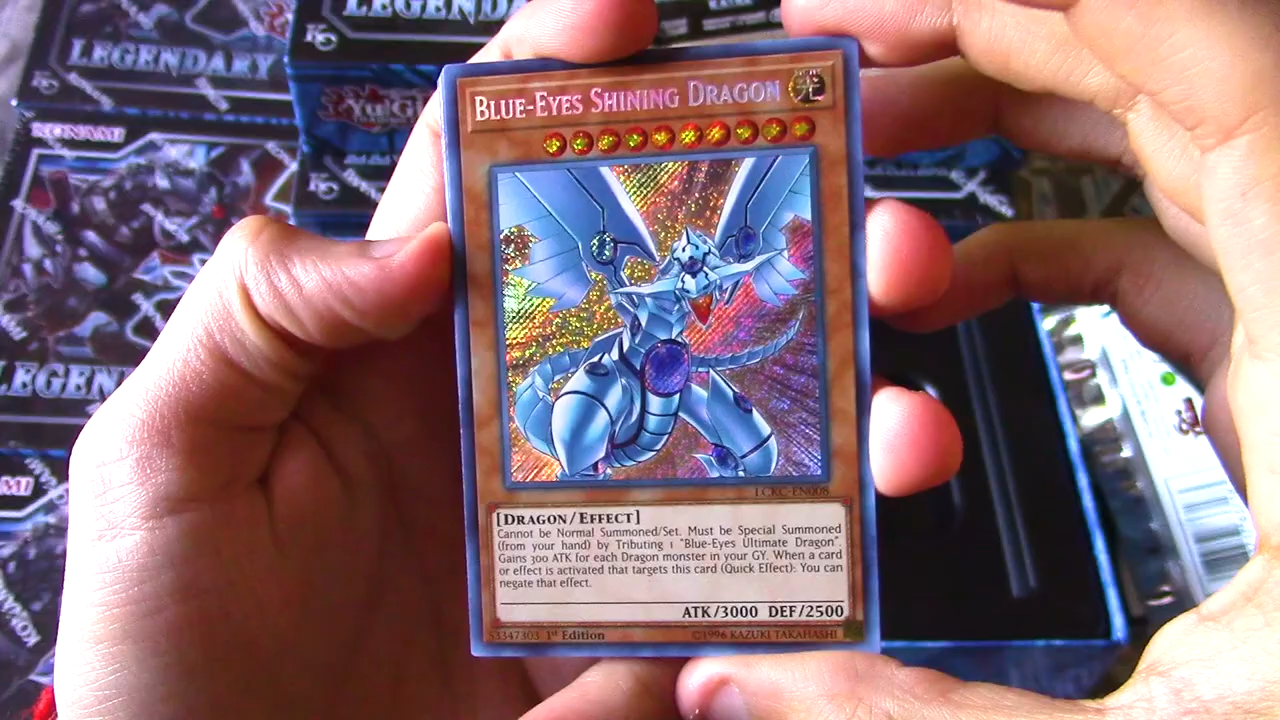 LEGENDARY
LEGENDARY
KONAMI
BLUE-EYES SHINING DRAGON
LCKC-EN008
[DRAGON/EFFECT]
Cannot be Normal Summoned/Set. Must be Special Summoned
(from your hand) by Tributing 1 "Blue-Eyes Ultimate Dragon".
Gains 300 ATK for each Dragon monster in your GY. When a card
or effect is activated that targets this card (Quick Effect): You can
negate that effect.
ATK/3000 DEF/2500
53347303 1st Edition
©1996 KAZUKI TAKAHASHI